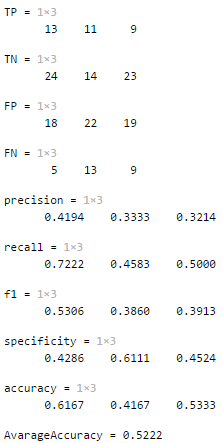 TP = 1×3
13 11 9
TN = 1×3
24 14 23
FP = 1×3
18 22 19
FN = 1×3
5 13 9
precision = 1×3
0.4194 0.3333 0.3214
recall = 1×3
0.7222 0.4583 0.5000
f1 = 1×3
0.5306 0.3860 0.3913
specificity = 1×3
0.4286 0.6111 0.4524
accuracy = 1×3
0.6167 0.4167 0.5333
AvarageAccuracy = 0.5222